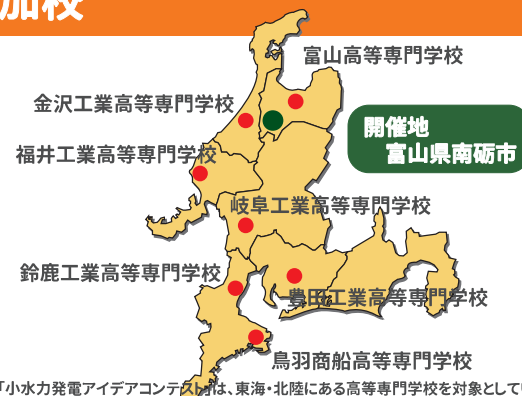 加校
富山高等専門学校
金沢工業高等専門学校
開催地
富山県南砺市
福井工業高等専門学校
岐阜工業高等専門学校
鈴鹿工業高等専門学校
豊田工業高等専門学校
鳥羽商船高等専門学校
「小水力発電アイデアコンテスト」は、東海・北陸にある高等専門学校を対象として